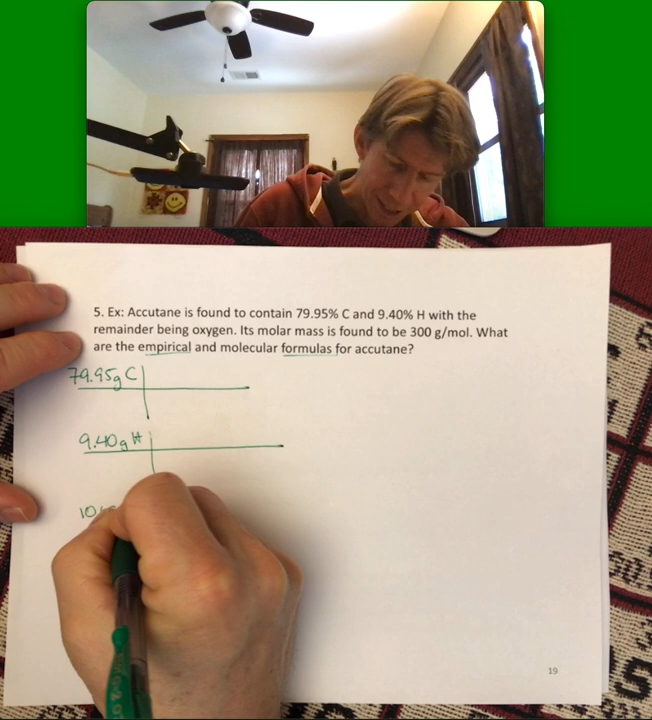 5. Ex: Accutane is found to contain 79.95% C and 9.40% H with the
remainder being oxygen. Its molar mass is found to be 300 g/mol. What
are the empirical and molecular formulas for accutane?
79.95g C
9.40g H
19